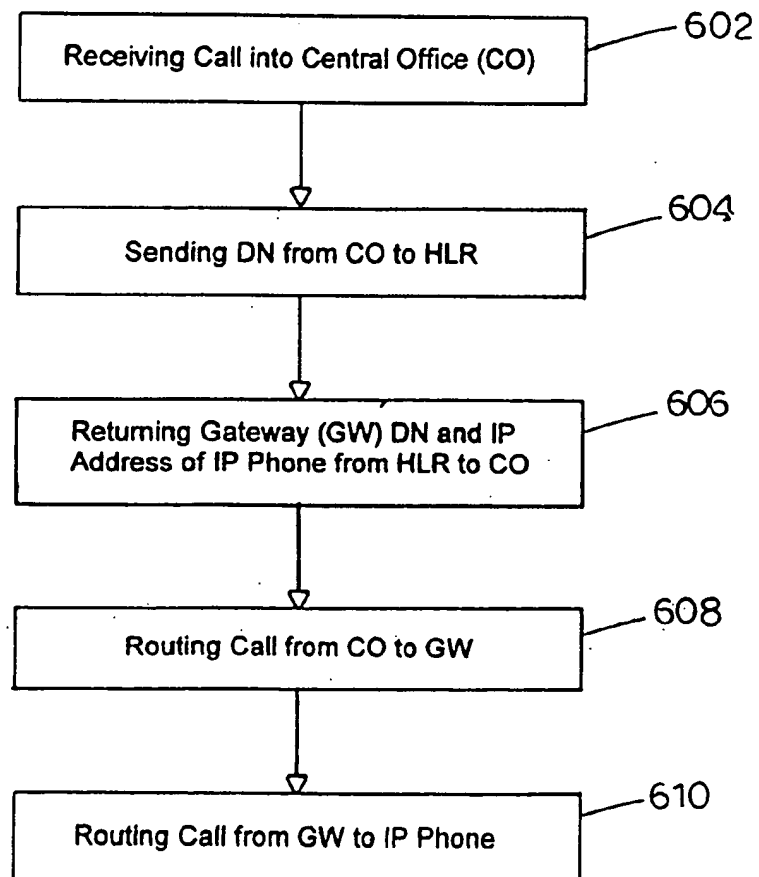 602
Receiving Call into Central Office (CO)
604
Sending DN from CO to HLR
606
Returning Gateway (GW) DN and IP
Address of IP Phone from HLR to CO
608
Routing Call from CO to GW
610
Routing Call from GW to IP Phone